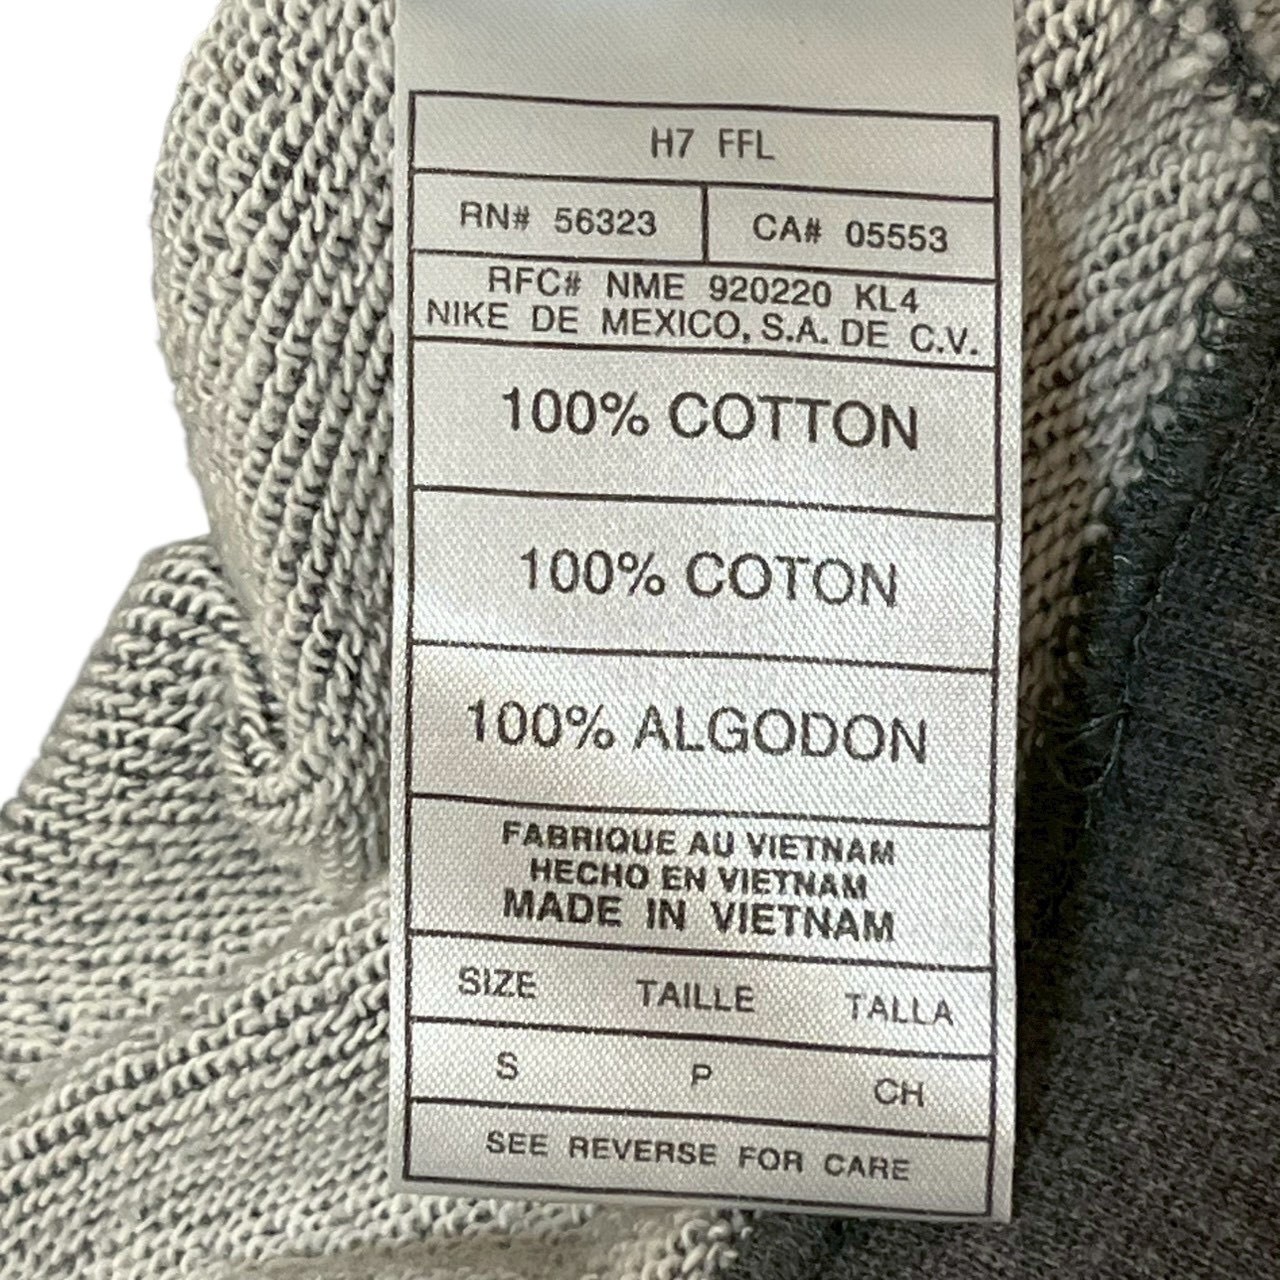 H7 FFL
RN# 56323 CA# 05553
RFC# NME 920220 KL4
NIKE DE MEXICO, S.A. DE C.V.
100% COTTON
100% COTON
100% ALGODON
FABRIQUE AU VIETNAM
HECHO EN VIETNAM
MADE IN VIETNAM
SIZE TAILLE TALLA
S P CH
SEE REVERSE FOR CARE